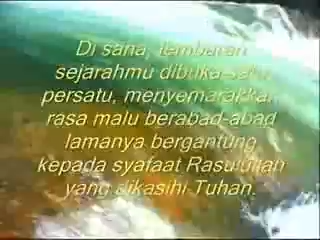 Di sana, lembaran
sejarahmu dibuka satu
persatu, menyemarakkan
rasa malu berabad-abad
lamanya bergantung
kepada syafaat Rasulullah
yang dikasihi Tuhan.